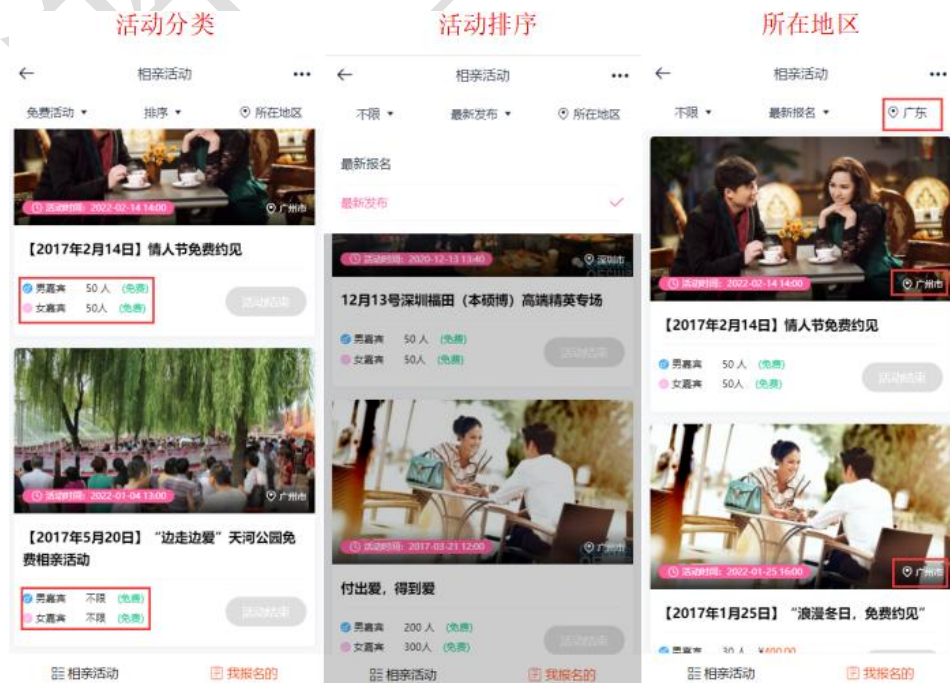 活动分类
活动排序
所在地区
相亲活动
免费活动
排序
所在地区
活动时间: 2022-02-14 14:00
广州市
【2017年2月14日】情人节免费约见
男嘉宾 50人 (免费)
女嘉宾 50人 (免费)
活动结束
活动时间: 2022-01-04 13:00
广州市
【2017年5月20日】“边走边爱”天河公园免
费相亲活动
男嘉宾 不限 (免费)
女嘉宾 不限 (免费)
活动结束
相亲活动
我报名的
相亲活动
不限
最新发布
所在地区
最新报名
最新发布
活动时间: 2020-12-13 13:40
深圳市
12月13号深圳福田（本硕博）高端精英专场
男嘉宾 50人 (免费)
女嘉宾 50人 (免费)
活动结束
活动时间: 2017-03-21 12:00
广州市
付出爱，得到爱
男嘉宾 200人 (免费)
女嘉宾 300人 (免费)
活动结束
相亲活动
我报名的
相亲活动
不限
最新报名
广东
活动时间: 2022-02-14 14:00
广州市
【2017年2月14日】情人节免费约见
男嘉宾 50人 (免费)
女嘉宾 50人 (免费)
活动结束
活动时间: 2022-01-25 16:00
广州市
【2017年1月25日】“浪漫冬日，免费约见”
男嘉宾 30人 ¥400.00
相亲活动
我报名的